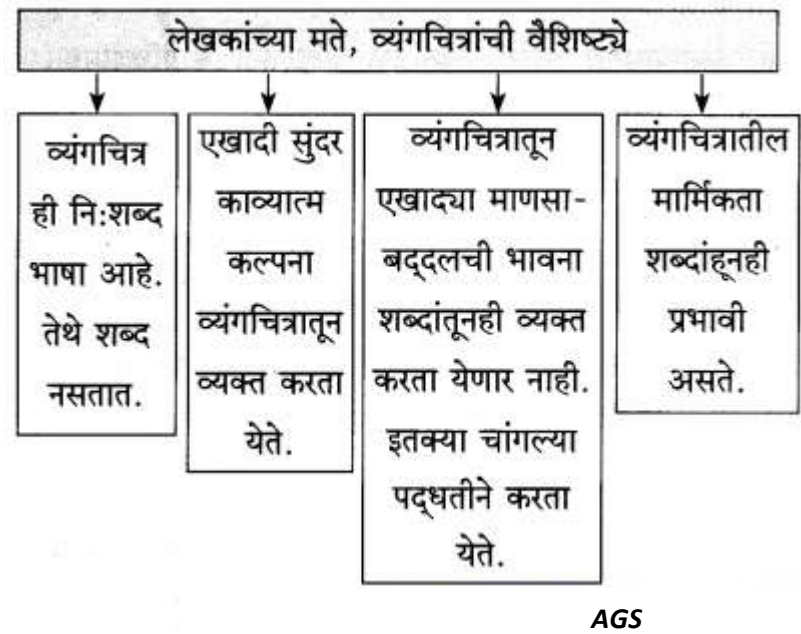 लेखकांच्या मते, व्यंगचित्रांची वैशिष्ट्ये
व्यंगचित्र
ही नि:शब्द
भाषा आहे.
तेथे शब्द
नसतात.
एखादी सुंदर
काव्यात्म
कल्पना
व्यंगचित्रातून
व्यक्त करता
येते.
व्यंगचित्रातून
एखाद्या माणसा-
बद्दलची भावना
शब्दांतूनही व्यक्त
करता येणार नाही.
इतक्या चांगल्या
पद्धतीने करता
येते.
व्यंगचित्रातील
मार्मिकता
शब्दांहूनही
प्रभावी
असते.
AGS